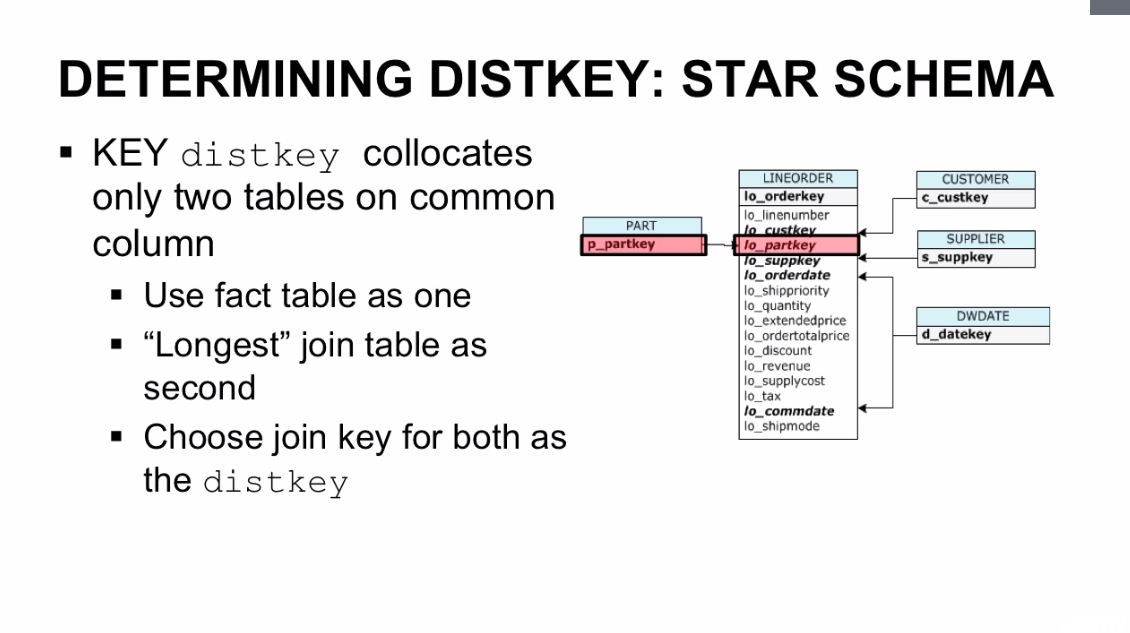 DETERMINING DISTKEY: STAR SCHEMA
▪ KEY distkey collocates
only two tables on common
column
▪ Use fact table as one
▪ “Longest” join table as
second
▪ Choose join key for both as
the distkey
PART
p_partkey
LINEORDER
lo_orderkey
lo_linenumber
lo_custkey
lo_partkey
lo_suppkey
lo_orderdate
lo_shippriority
lo_quantity
lo_extendedprice
lo_ordertotalprice
lo_discount
lo_revenue
lo_supplycost
lo_tax
lo_commdate
lo_shipmode
CUSTOMER
c_custkey
SUPPLIER
s_suppkey
DWDATE
d_datekey